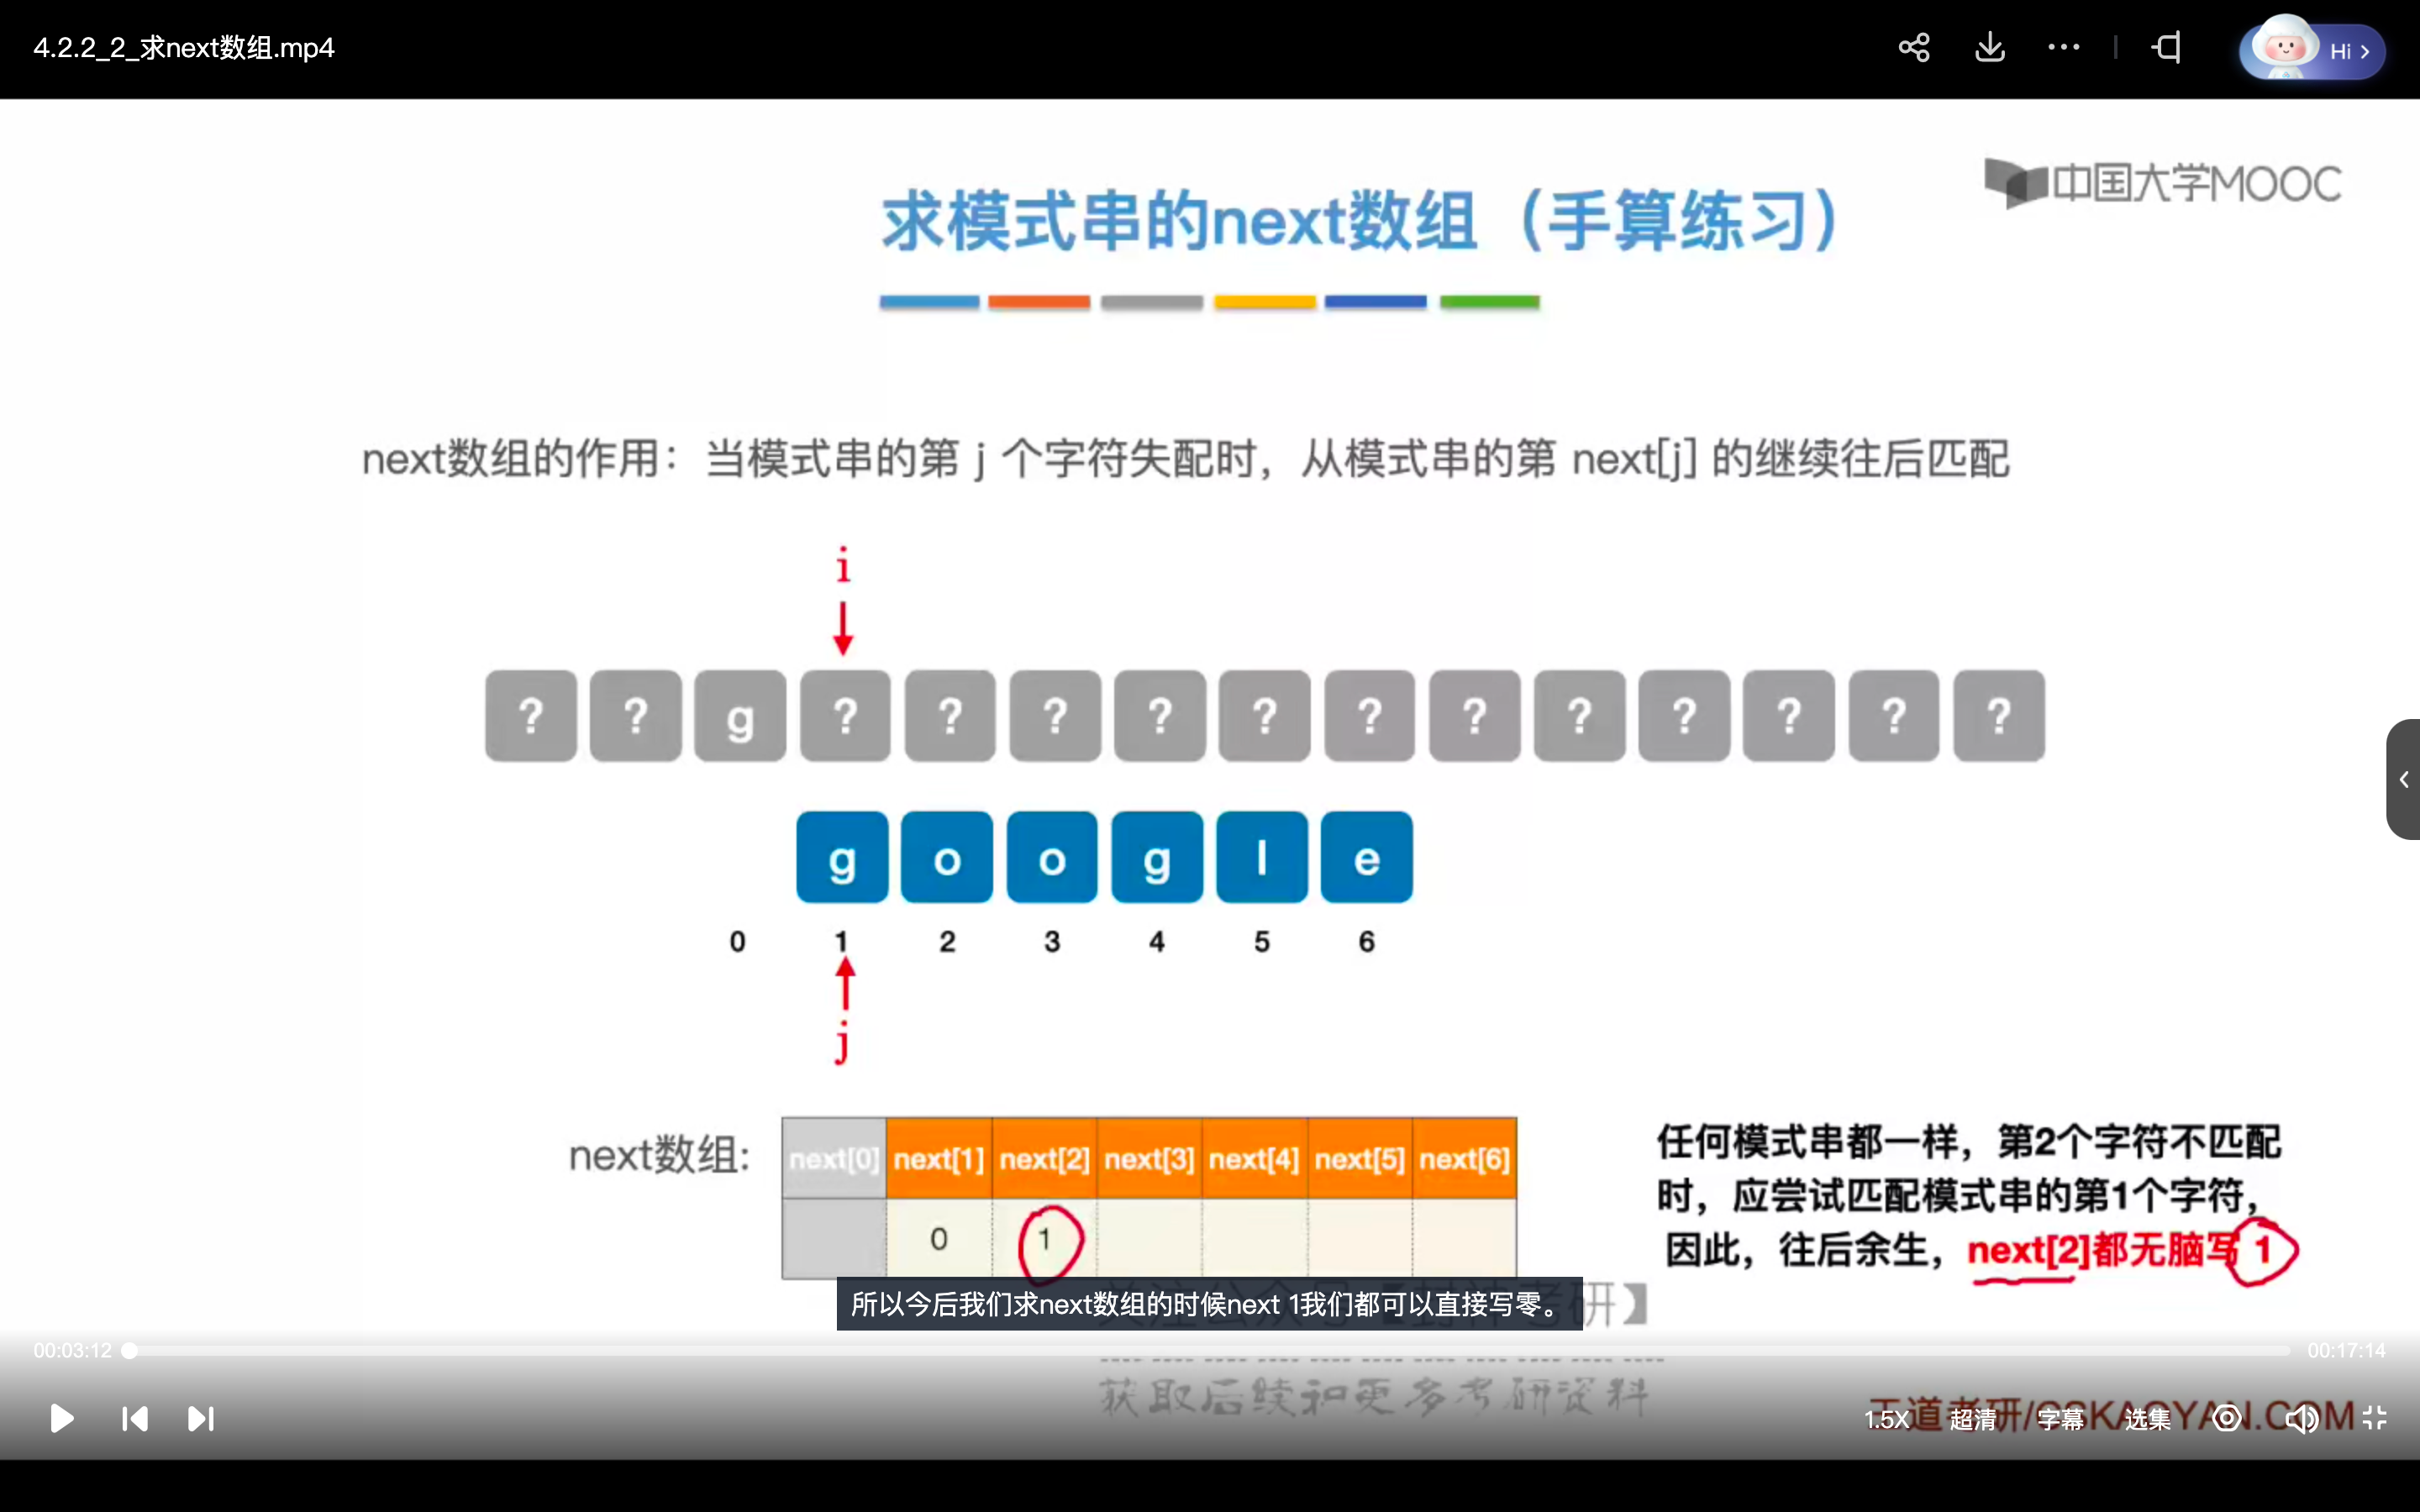 4.2.2_2_求next数组.mp4
Hi
中国大学MOOC
求模式串的next数组（手算练习）
next数组的作用：当模式串的第 j 个字符失配时，从模式串的第 next[j] 的继续往后匹配
i
? ? g ? ? ? ? ? ? ? ? ? ? ? ?
g o o g l e
0 1 2 3 4 5 6
j
next数组:
next[0] next[1] next[2] next[3] next[4] next[5] next[6]
0 1
任何模式串都一样，第2个字符不匹配
时，应尝试匹配模式串的第1个字符，
因此，往后余生，next[2]都无脑写 1
所以今后我们求next数组的时候next 1我们都可以直接写零。
研】
00:03:12
00:17:14
获取后续和更多考研资料
王道考研/CSKAOYAN.COM
1.5X 超清 字幕 选集